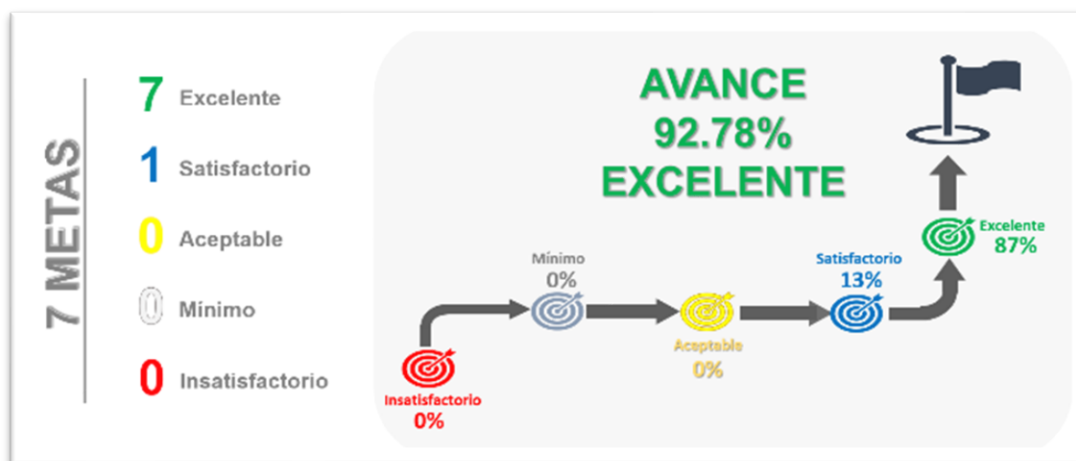 7 METAS
7 Excelente
1 Satisfactorio
0 Aceptable
0 Mínimo
0 Insatisfactorio
AVANCE
92.78%
EXCELENTE
Insatisfactorio
0%
Mínimo
0%
Aceptable
0%
Satisfactorio
13%
Excelente
87%